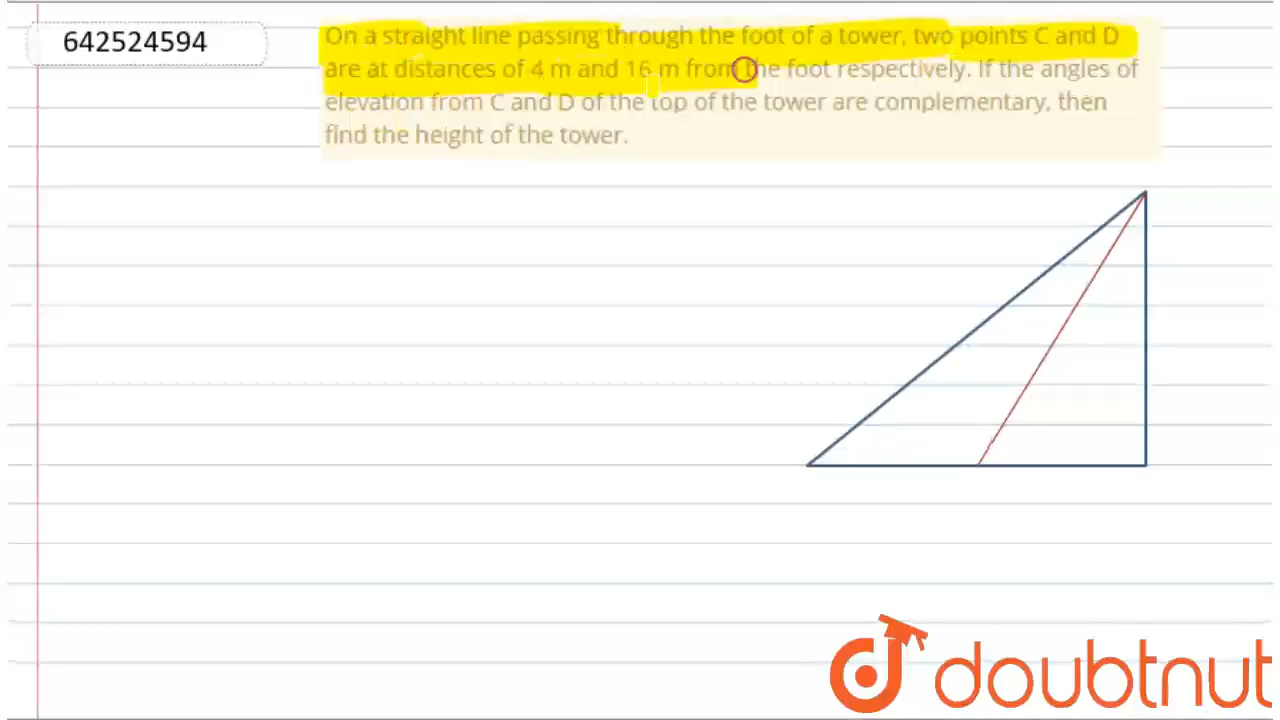 642524594
On a straight line passing through the foot of a tower, two points C and D
are at distances of 4 m and 16 m from the foot respectively. If the angles of
elevation from C and D of the top of the tower are complementary, then
find the height of the tower.
doubtnut